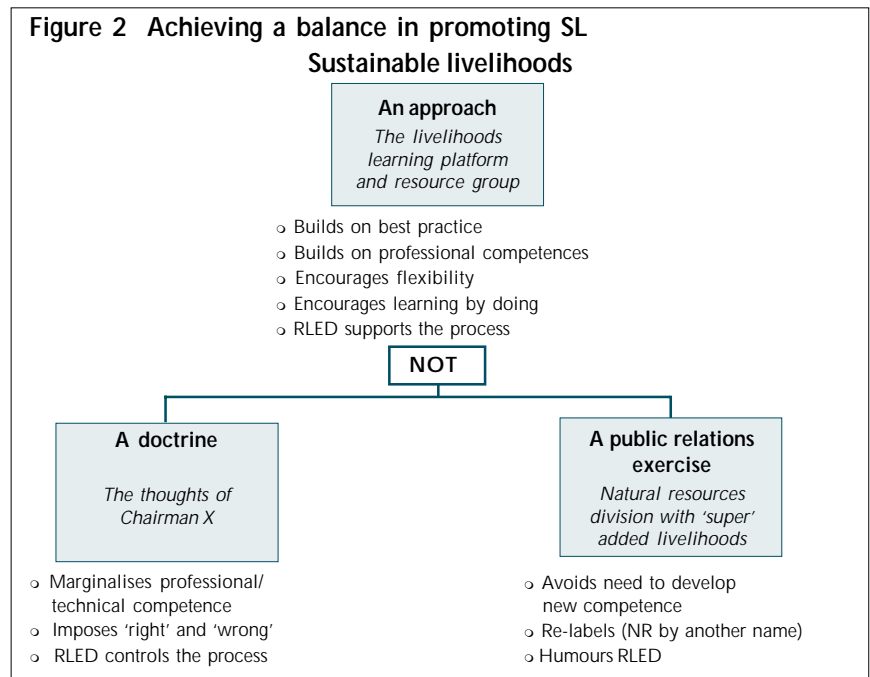 Figure 2  Achieving a balance in promoting SL
Sustainable livelihoods
An approach
The livelihoods
learning platform
and resource group
○ Builds on best practice
○ Builds on professional competences
○ Encourages flexibility
○ Encourages learning by doing
○ RLED supports the process
NOT
A doctrine
The thoughts of
Chairman X
○ Marginalises professional/
technical competence
○ Imposes ‘right’ and ‘wrong’
○ RLED controls the process
A public relations
exercise
Natural resources
division with ‘super’
added livelihoods
○ Avoids need to develop
new competence
○ Re-labels (NR by another name)
○ Humours RLED